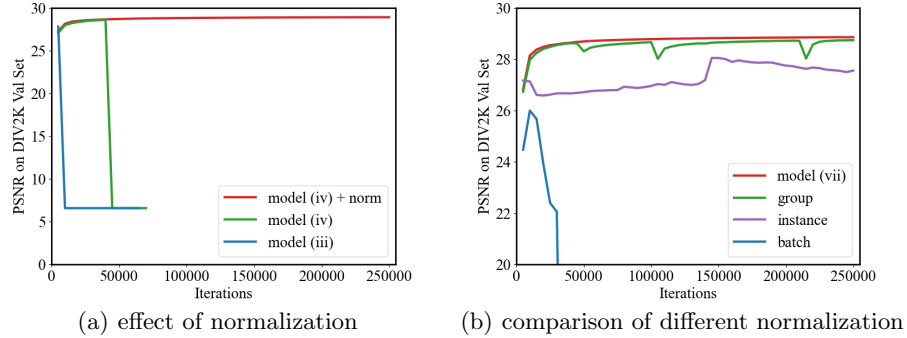 PSNR on DIV2K Val Set
30
25
20
15
10
5
0
0 50000 100000 150000 200000 250000
Iterations
model (iv) + norm
model (iv)
model (iii)
(a) effect of normalization
PSNR on DIV2K Val Set
30
28
26
24
22
20
0 50000 100000 150000 200000 250000
Iterations
model (vii)
group
instance
batch
(b) comparison of different normalization